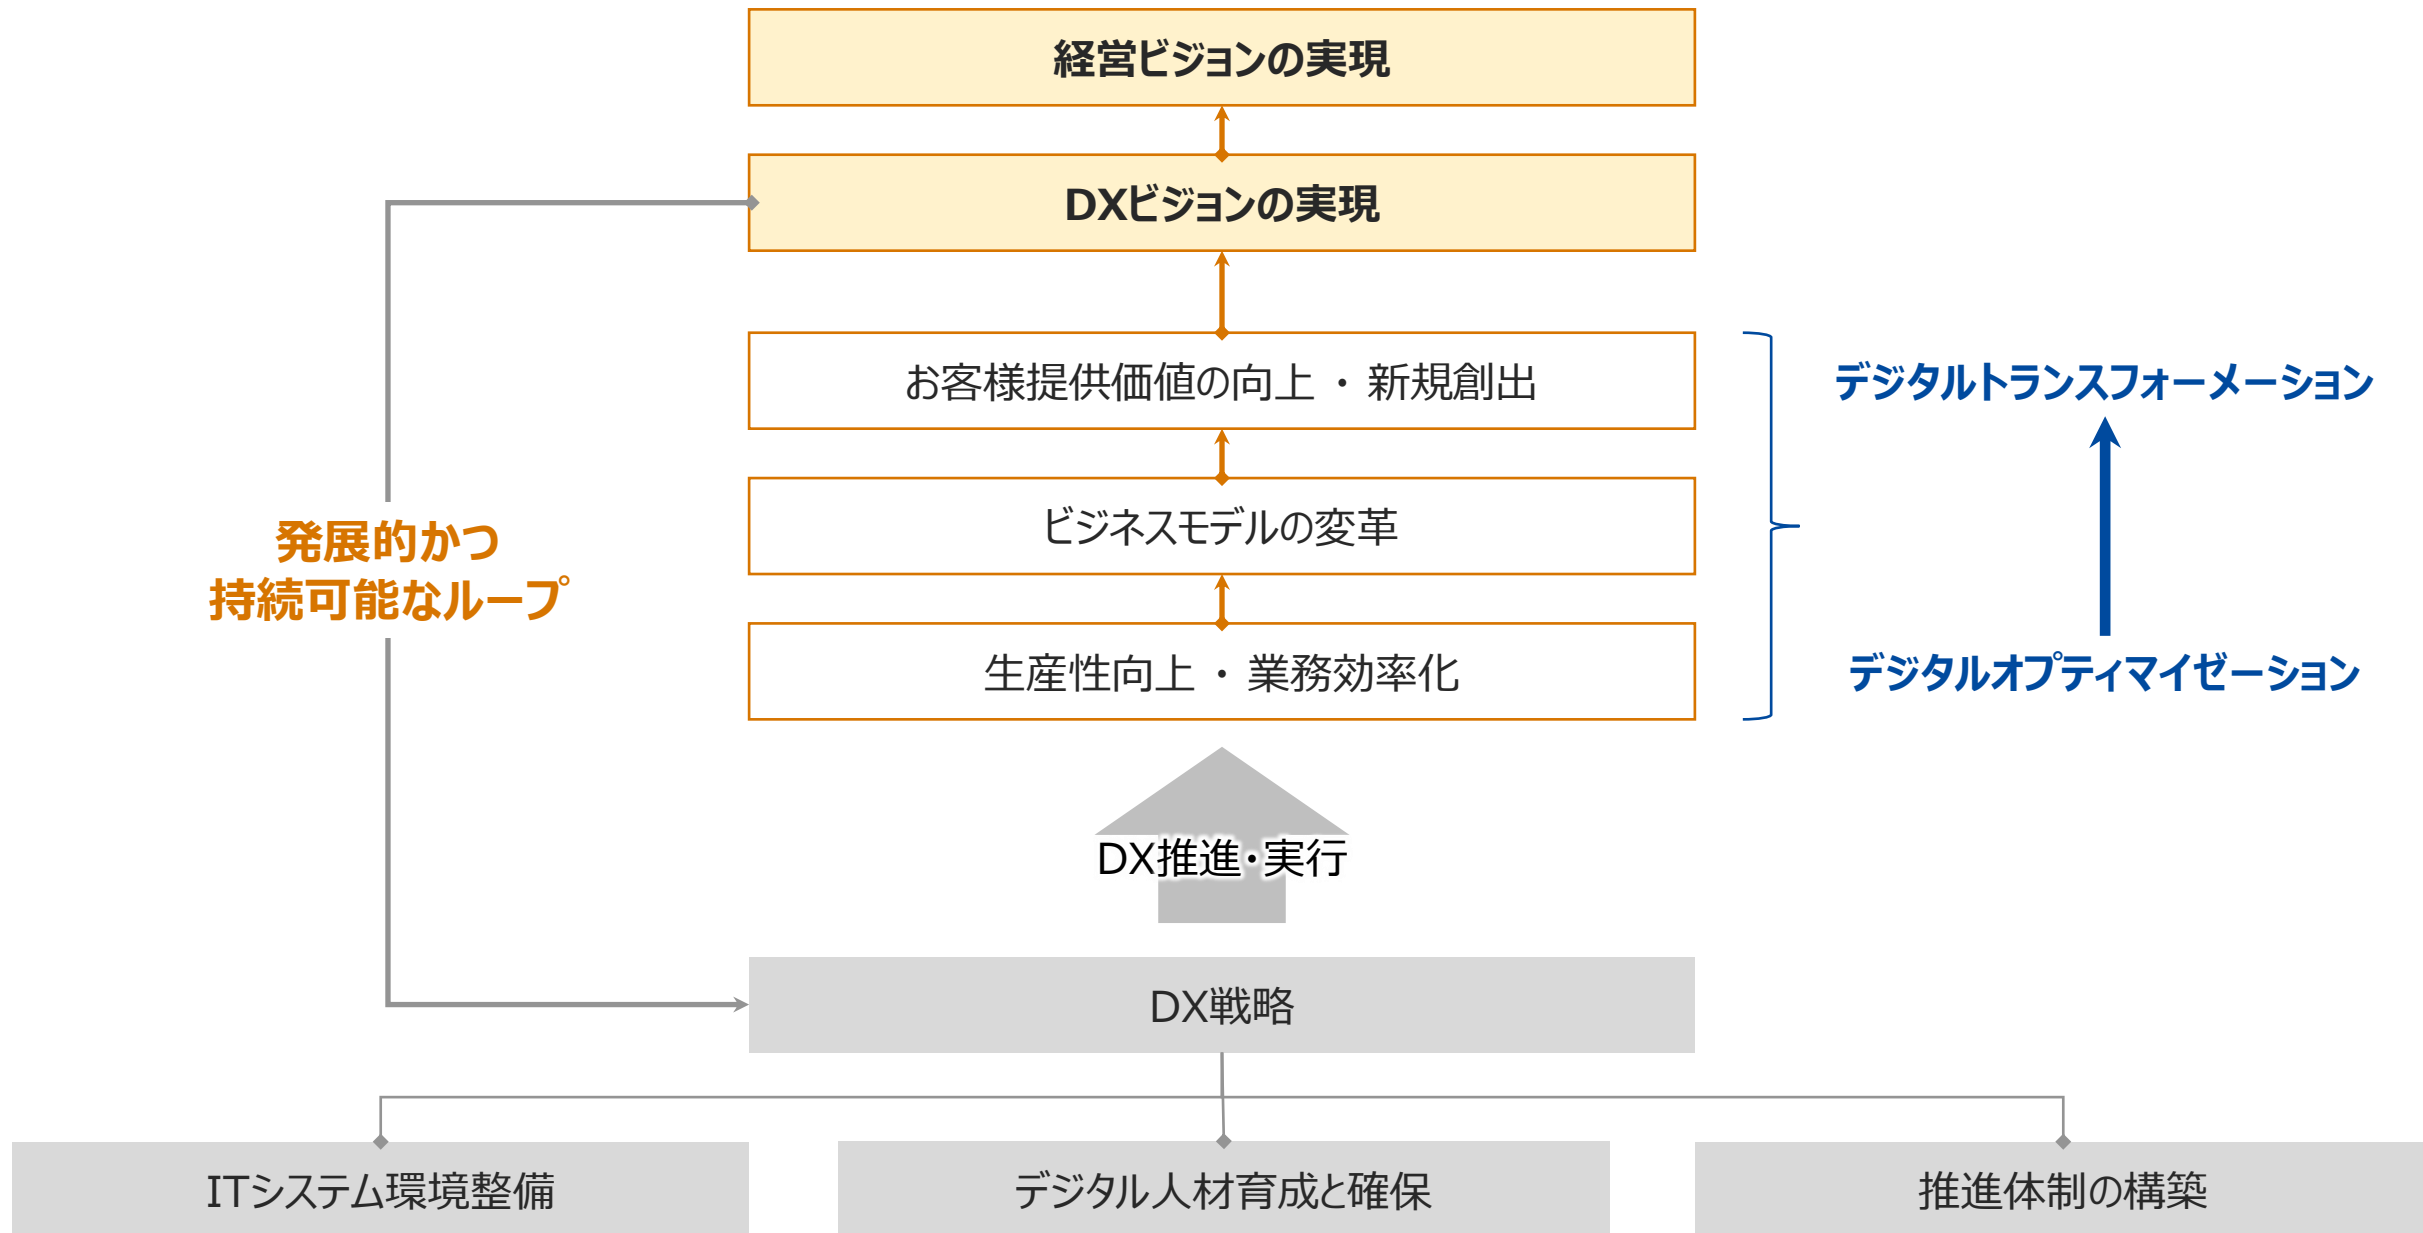 経営ビジョンの実現
DXビジョンの実現
お客様提供価値の向上 ・ 新規創出
デジタルトランスフォーメーション
ビジネスモデルの変革
発展的かつ
持続可能なループ
生産性向上 ・ 業務効率化
デジタルオプティマイゼーション
DX推進・実行
DX戦略
ITシステム環境整備
デジタル人材育成と確保
推進体制の構築